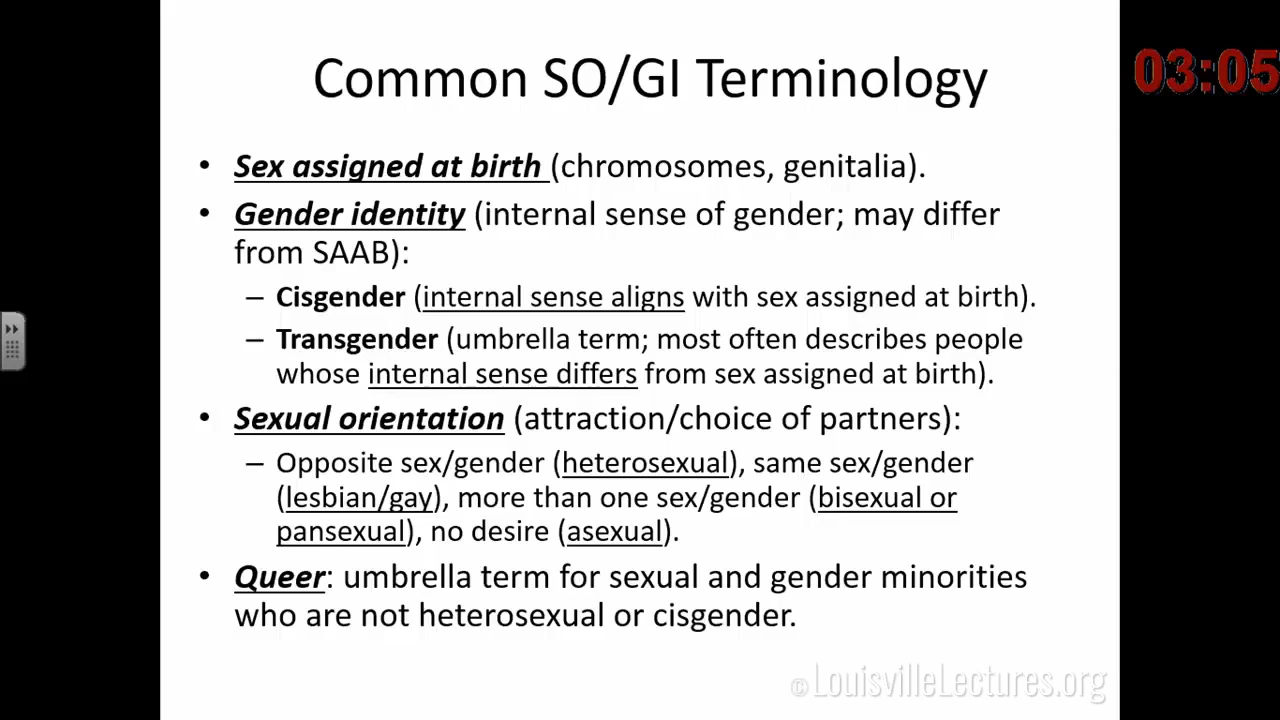 Common SO/GI Terminology
03:05
• Sex assigned at birth (chromosomes, genitalia).
• Gender identity (internal sense of gender; may differ
from SAAB):
– Cisgender (internal sense aligns with sex assigned at birth).
– Transgender (umbrella term; most often describes people
whose internal sense differs from sex assigned at birth).
• Sexual orientation (attraction/choice of partners):
– Opposite sex/gender (heterosexual), same sex/gender
(lesbian/gay), more than one sex/gender (bisexual or
pansexual), no desire (asexual).
• Queer: umbrella term for sexual and gender minorities
who are not heterosexual or cisgender.
©LouisvilleLectures.org